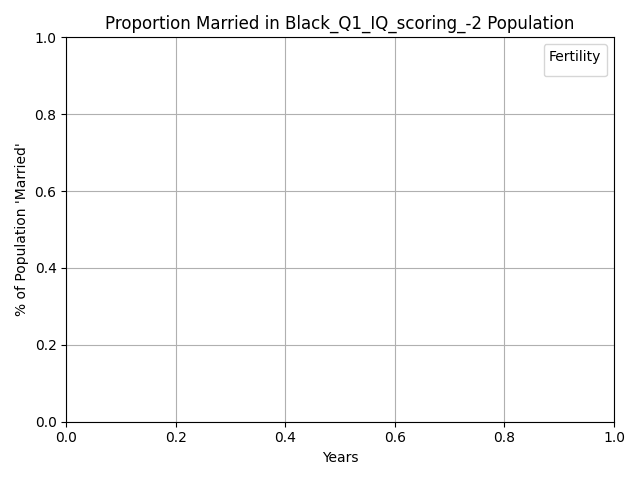 Proportion Married in Black_Q1_IQ_scoring_-2 Population
Fertility
% of Population 'Married'
1.0
0.8
0.6
0.4
0.2
0.0
0.0 0.2 0.4 0.6 0.8 1.0
Years